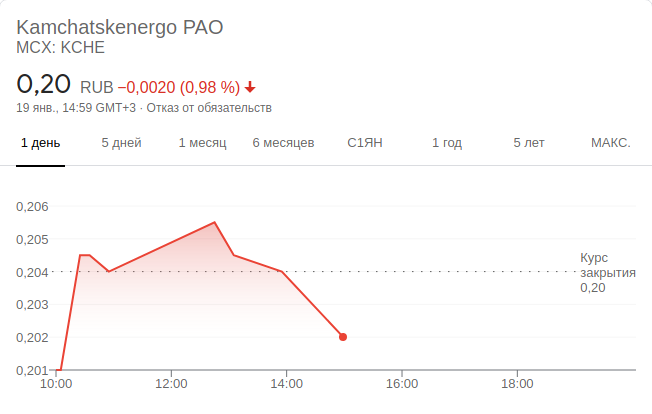 Kamchatskenergo PAO
MCX: KCHE
0,20 RUB −0,0020 (0,98 %)
19 янв., 14:59 GMT+3 · Отказ от обязательств
1 день 5 дней 1 месяц 6 месяцев С1ЯН 1 год 5 лет МАКС.
0,206
0,205
0,204
0,203
0,202
0,201
Курс
закрытия
0,20
10:00 12:00 14:00 16:00 18:00